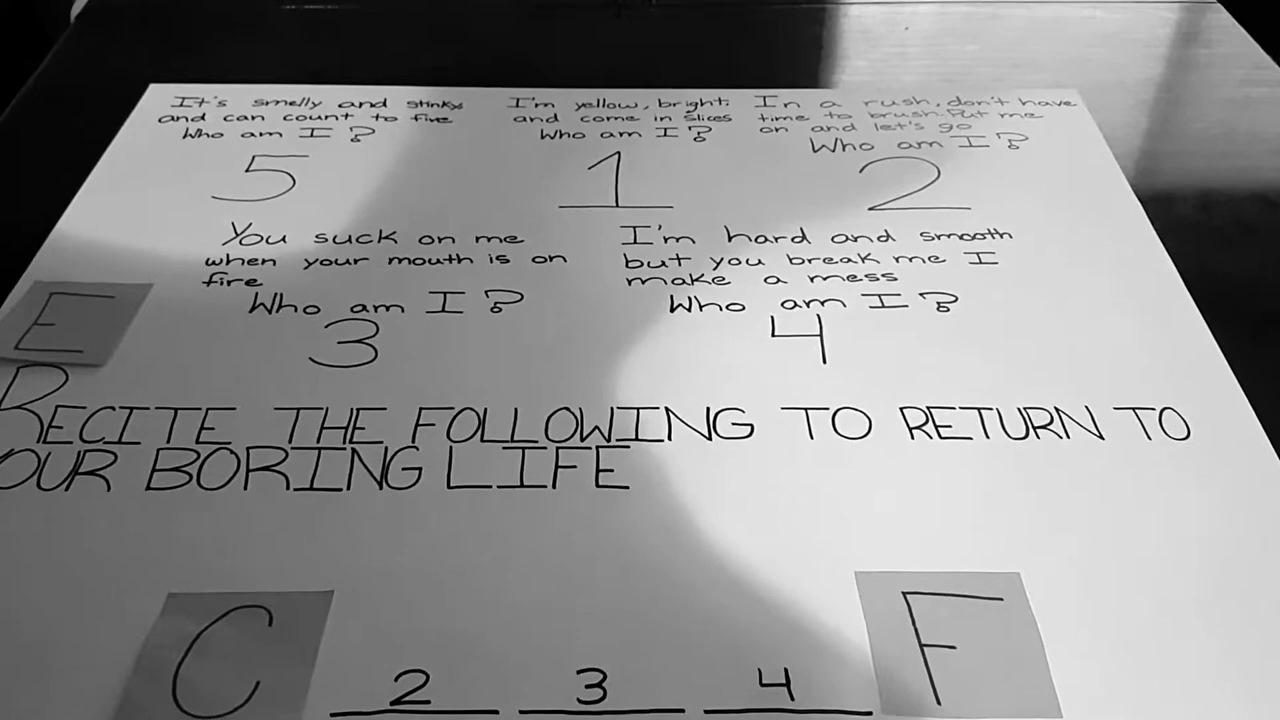 It's smelly and stinky
and can count to five
Who am I?
5
I'm yellow, bright,
and come in slices
Who am I?
1
In a rush, don't have
time to brush. Put me
on and let's go
Who am I?
2
You suck on me
when your mouth is on
fire
Who am I?
3
I'm hard and smooth
but you break me I
make a mess
Who am I?
4
E
RECITE THE FOLLOWING TO RETURN TO
OUR BORING LIFE
C 2 3 4 F